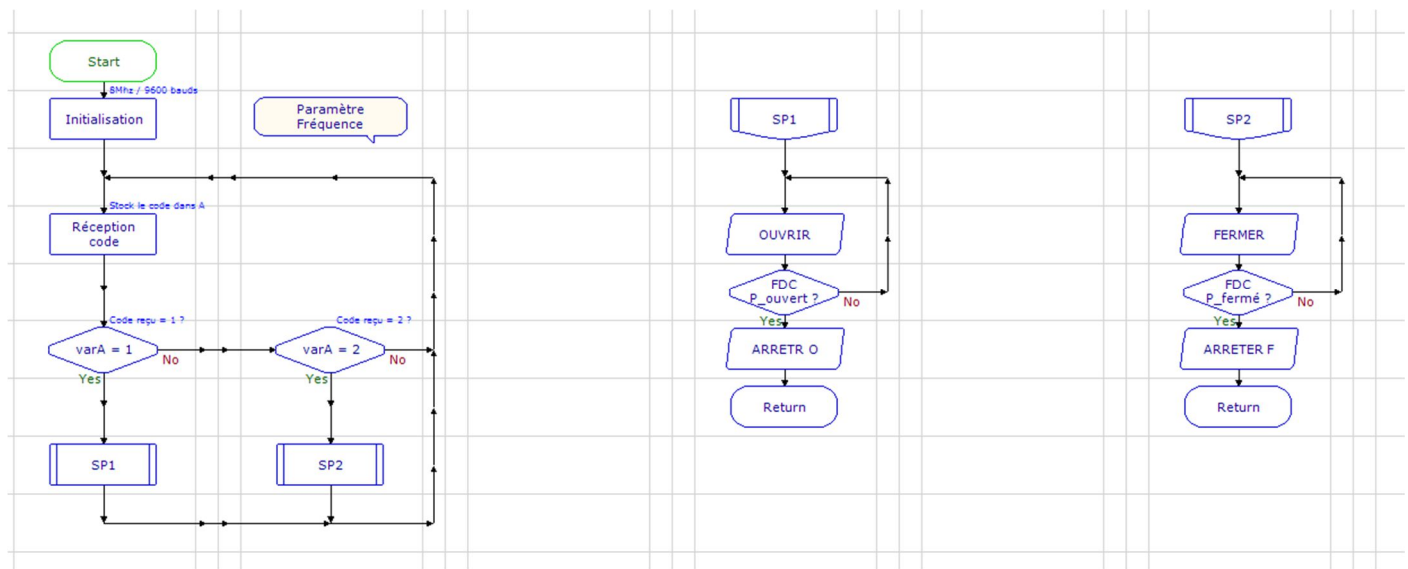 Start
8Mhz / 9600 bauds
Initialisation
Paramètre
Fréquence
Stock le code dans A
Réception
code
Code reçu = 1 ?
varA = 1
No
Yes
Code reçu = 2 ?
varA = 2
No
Yes
SP1
SP2
SP1
OUVRIR
FDC
P_ouvert ?
No
Yes
ARRETR O
Return
SP2
FERMER
FDC
P_fermé ?
No
Yes
ARRETER F
Return